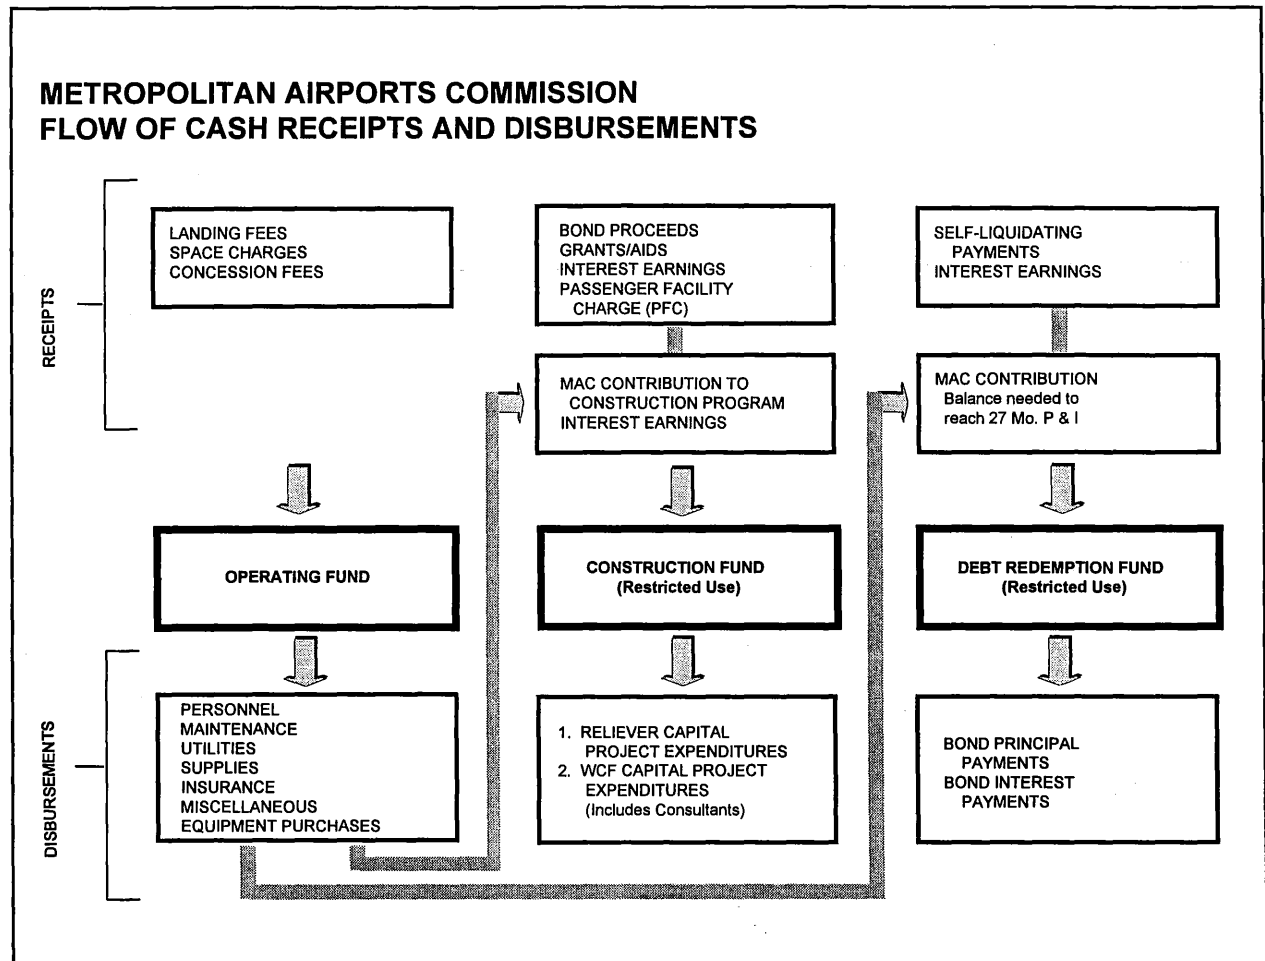 METROPOLITAN AIRPORTS COMMISSION
FLOW OF CASH RECEIPTS AND DISBURSEMENTS
RECEIPTS
LANDING FEES
SPACE CHARGES
CONCESSION FEES
BOND PROCEEDS
GRANTS/AIDS
INTEREST EARNINGS
PASSENGER FACILITY
CHARGE (PFC)
SELF-LIQUIDATING
PAYMENTS
INTEREST EARNINGS
MAC CONTRIBUTION TO
CONSTRUCTION PROGRAM
INTEREST EARNINGS
MAC CONTRIBUTION
Balance needed to
reach 27 Mo. P & I
OPERATING FUND
CONSTRUCTION FUND
(Restricted Use)
DEBT REDEMPTION FUND
(Restricted Use)
DISBURSEMENTS
PERSONNEL
MAINTENANCE
UTILITIES
SUPPLIES
INSURANCE
MISCELLANEOUS
EQUIPMENT PURCHASES
1. RELIEVER CAPITAL
PROJECT EXPENDITURES
2. WCF CAPITAL PROJECT
EXPENDITURES
(Includes Consultants)
BOND PRINCIPAL
PAYMENTS
BOND INTEREST
PAYMENTS